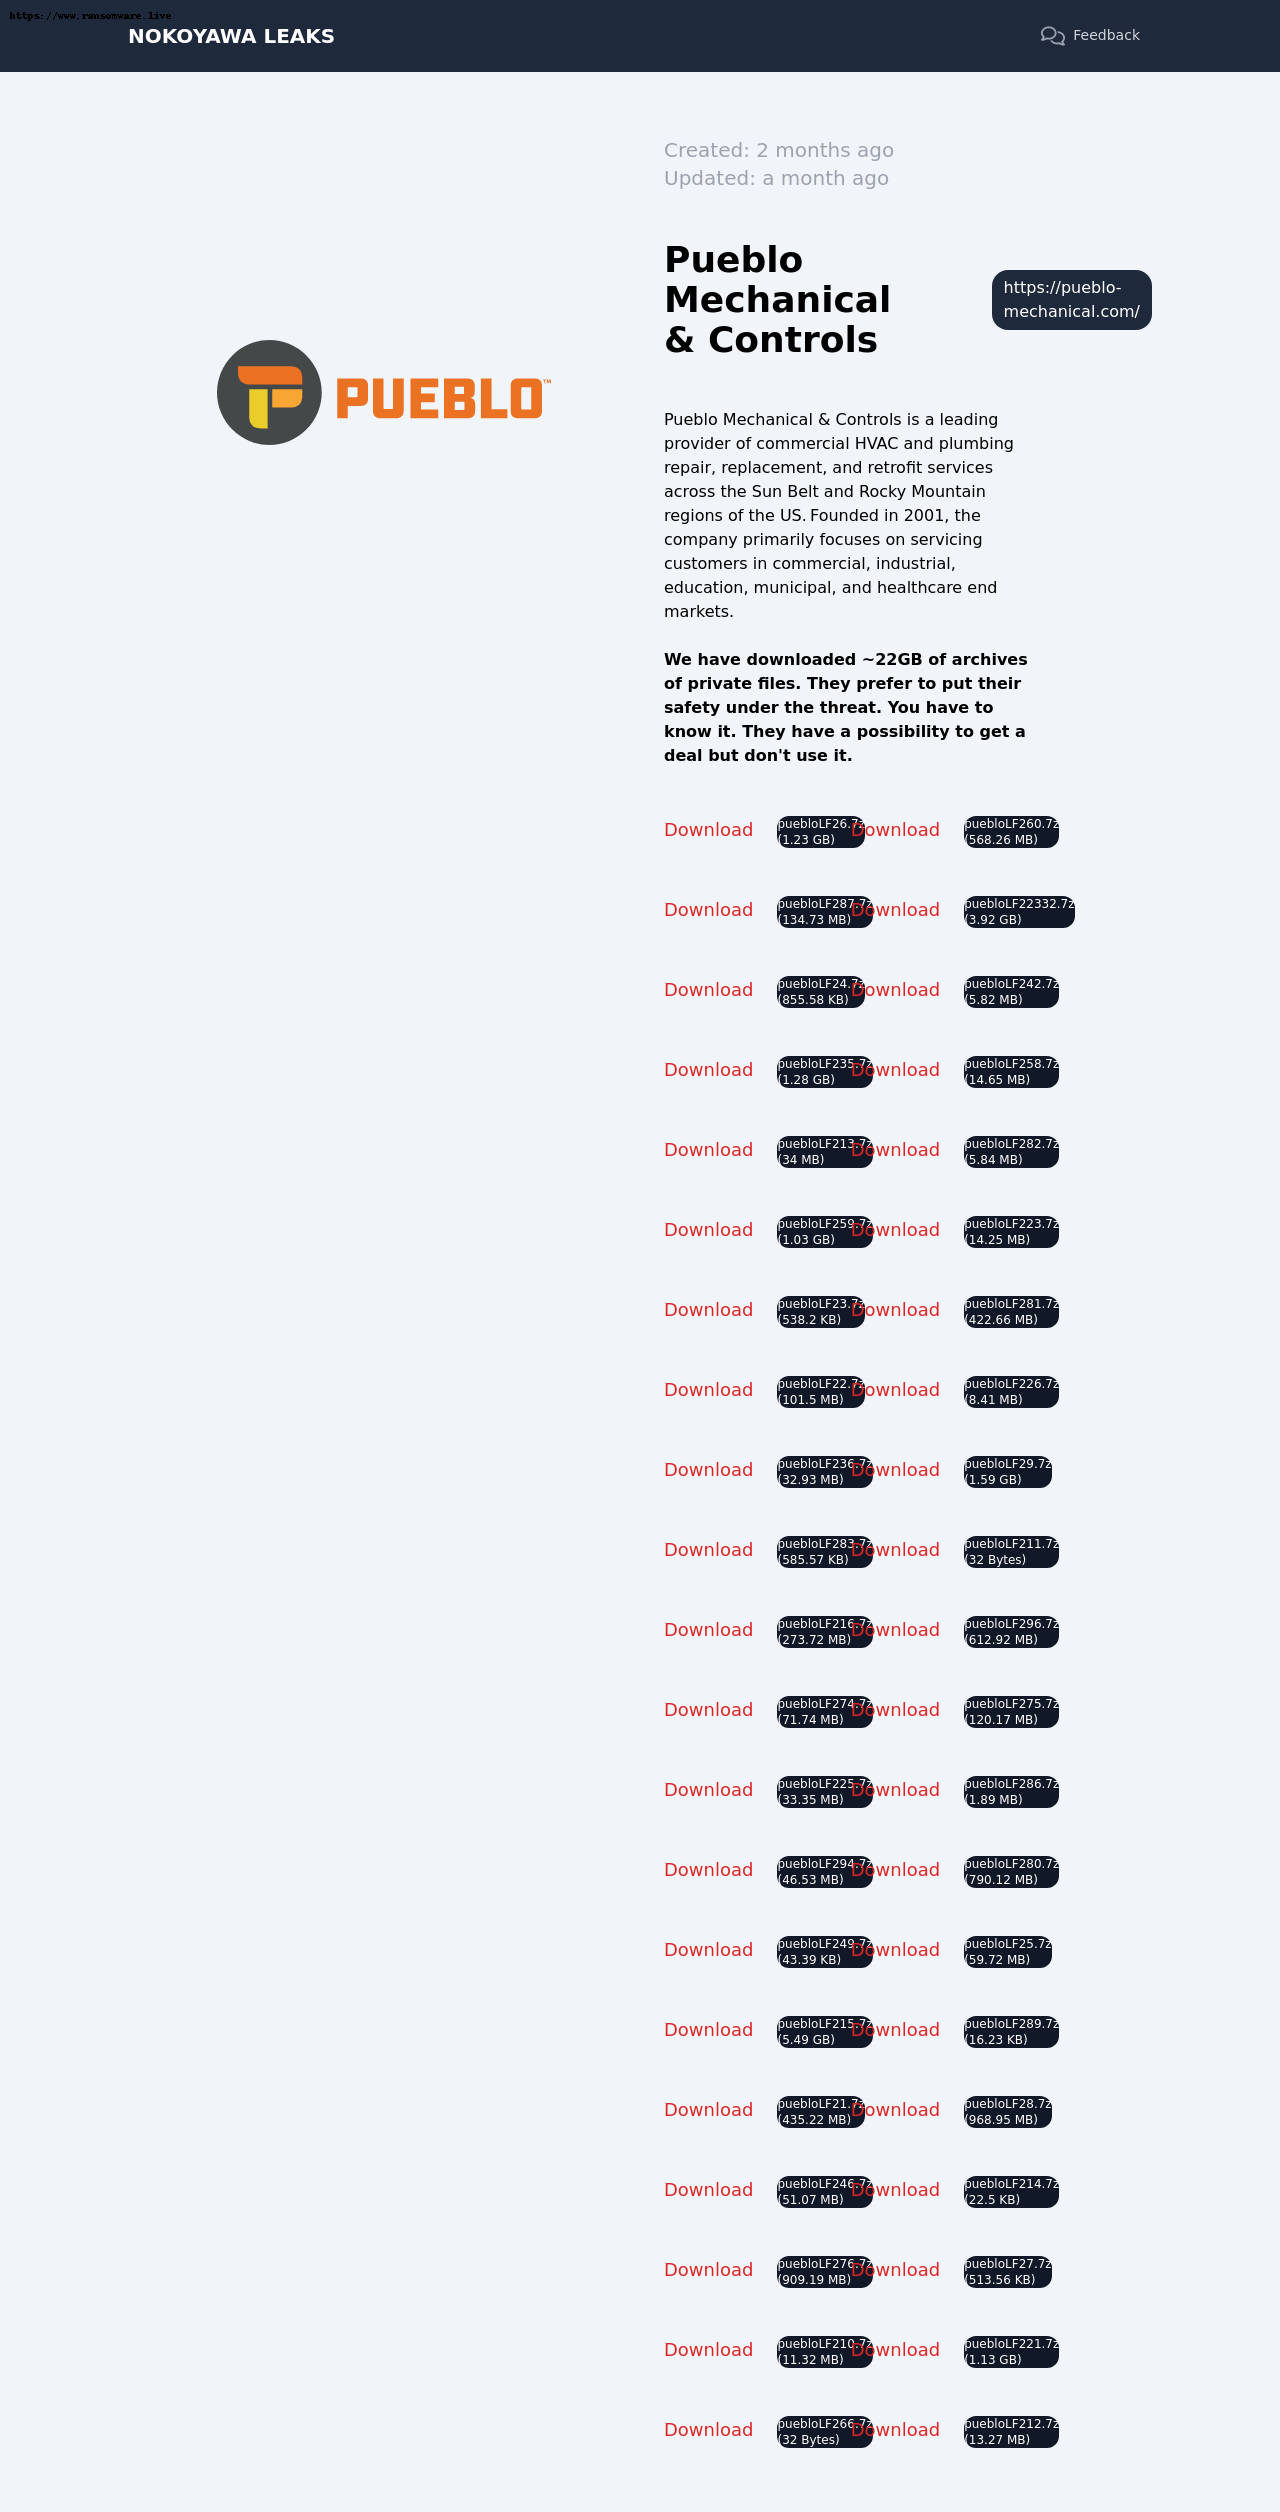 https://www.ransomware.live
NOKOYAWA LEAKS
Feedback
Created: 2 months ago
Updated: a month ago
Pueblo
Mechanical
& Controls
https://pueblo-
mechanical.com/
PUEBLO™
Pueblo Mechanical & Controls is a leading
provider of commercial HVAC and plumbing
repair, replacement, and retrofit services
across the Sun Belt and Rocky Mountain
regions of the US. Founded in 2001, the
company primarily focuses on servicing
customers in commercial, industrial,
education, municipal, and healthcare end
markets.
We have downloaded ~22GB of archives
of private files. They prefer to put their
safety under the threat. You have to
know it. They have a possibility to get a
deal but don't use it.
Download puebloLF26.7z (1.23 GB) Download puebloLF260.7z (568.26 MB)
Download puebloLF287.7z (134.73 MB) Download puebloLF22332.7z (3.92 GB)
Download puebloLF24.7z (855.58 KB) Download puebloLF242.7z (5.82 MB)
Download puebloLF235.7z (1.28 GB) Download puebloLF258.7z (14.65 MB)
Download puebloLF213.7z (34 MB) Download puebloLF282.7z (5.84 MB)
Download puebloLF259.7z (1.03 GB) Download puebloLF223.7z (14.25 MB)
Download puebloLF23.7z (538.2 KB) Download puebloLF281.7z (422.66 MB)
Download puebloLF22.7z (101.5 MB) Download puebloLF226.7z (8.41 MB)
Download puebloLF236.7z (32.93 MB) Download puebloLF29.7z (1.59 GB)
Download puebloLF283.7z (585.57 KB) Download puebloLF211.7z (32 Bytes)
Download puebloLF216.7z (273.72 MB) Download puebloLF296.7z (612.92 MB)
Download puebloLF274.7z (71.74 MB) Download puebloLF275.7z (120.17 MB)
Download puebloLF225.7z (33.35 MB) Download puebloLF286.7z (1.89 MB)
Download puebloLF294.7z (46.53 MB) Download puebloLF280.7z (790.12 MB)
Download puebloLF249.7z (43.39 KB) Download puebloLF25.7z (59.72 MB)
Download puebloLF215.7z (5.49 GB) Download puebloLF289.7z (16.23 KB)
Download puebloLF21.7z (435.22 MB) Download puebloLF28.7z (968.95 MB)
Download puebloLF246.7z (51.07 MB) Download puebloLF214.7z (22.5 KB)
Download puebloLF276.7z (909.19 MB) Download puebloLF27.7z (513.56 KB)
Download puebloLF210.7z (11.32 MB) Download puebloLF221.7z (1.13 GB)
Download puebloLF266.7z (32 Bytes) Download puebloLF212.7z (13.27 MB)